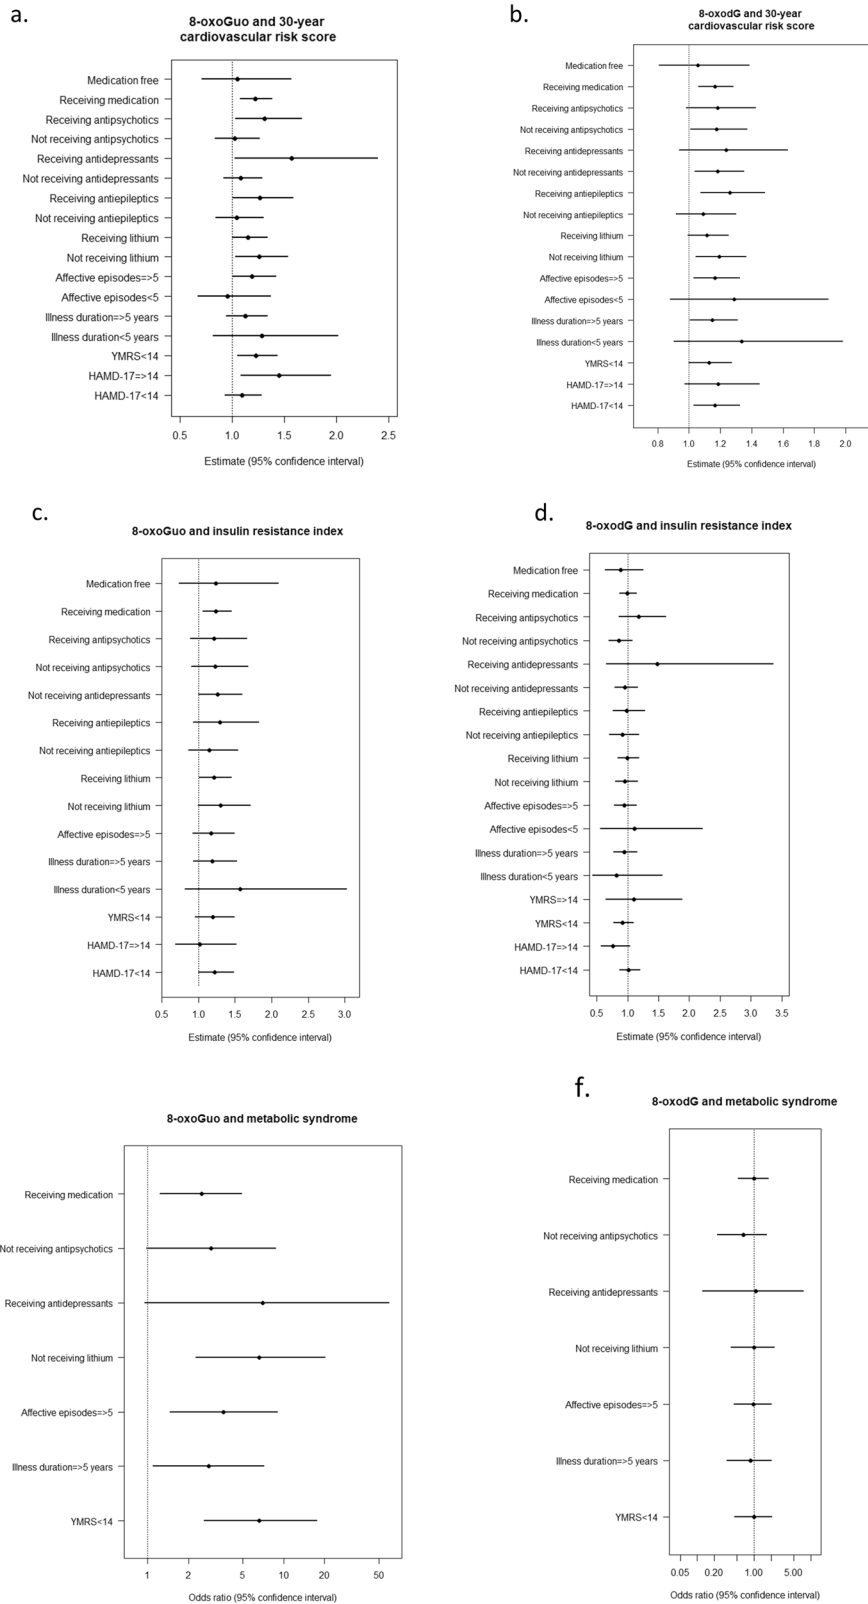 a.
8-oxoGuo and 30-year
cardiovascular risk score
Medication free
Receiving medication
Receiving antipsychotics
Not receiving antipsychotics
Receiving antidepressants
Not receiving antidepressants
Receiving antiepileptics
Not receiving antiepileptics
Receiving lithium
Not receiving lithium
Affective episodes=>5
Affective episodes<5
Illness duration=>5 years
Illness duration<5 years
YMRS<14
HAMD-17=>14
HAMD-17<14
0.5 1.0 1.5 2.0 2.5
Estimate (95% confidence interval)
b.
8-oxodG and 30-year
cardiovascular risk score
Medication free
Receiving medication
Receiving antipsychotics
Not receiving antipsychotics
Receiving antidepressants
Not receiving antidepressants
Receiving antiepileptics
Not receiving antiepileptics
Receiving lithium
Not receiving lithium
Affective episodes=>5
Affective episodes<5
Illness duration=>5 years
Illness duration<5 years
YMRS<14
HAMD-17=>14
HAMD-17<14
0.8 1.0 1.2 1.4 1.6 1.8 2.0
Estimate (95% confidence interval)
c.
8-oxoGuo and insulin resistance index
Medication free
Receiving medication
Receiving antipsychotics
Not receiving antipsychotics
Not receiving antidepressants
Receiving antiepileptics
Not receiving antiepileptics
Receiving lithium
Not receiving lithium
Affective episodes=>5
Illness duration=>5 years
Illness duration<5 years
YMRS<14
HAMD-17=>14
HAMD-17<14
0.5 1.0 1.5 2.0 2.5 3.0
Estimate (95% confidence interval)
d.
8-oxodG and insulin resistance index
Medication free
Receiving medication
Receiving antipsychotics
Not receiving antipsychotics
Receiving antidepressants
Not receiving antidepressants
Receiving antiepileptics
Not receiving antiepileptics
Receiving lithium
Not receiving lithium
Affective episodes=>5
Affective episodes<5
Illness duration=>5 years
Illness duration<5 years
YMRS=>14
YMRS<14
HAMD-17=>14
HAMD-17<14
0.5 1.0 1.5 2.0 2.5 3.0 3.5
Estimate (95% confidence interval)
8-oxoGuo and metabolic syndrome
Receiving medication
Not receiving antipsychotics
Receiving antidepressants
Not receiving lithium
Affective episodes=>5
Illness duration=>5 years
YMRS<14
1 2 5 10 20 50
Odds ratio (95% confidence interval)
f.
8-oxodG and metabolic syndrome
Receiving medication
Not receiving antipsychotics
Receiving antidepressants
Not receiving lithium
Affective episodes=>5
Illness duration=>5 years
YMRS<14
0.05 0.20 1.00 5.00
Odds ratio (95% confidence interval)